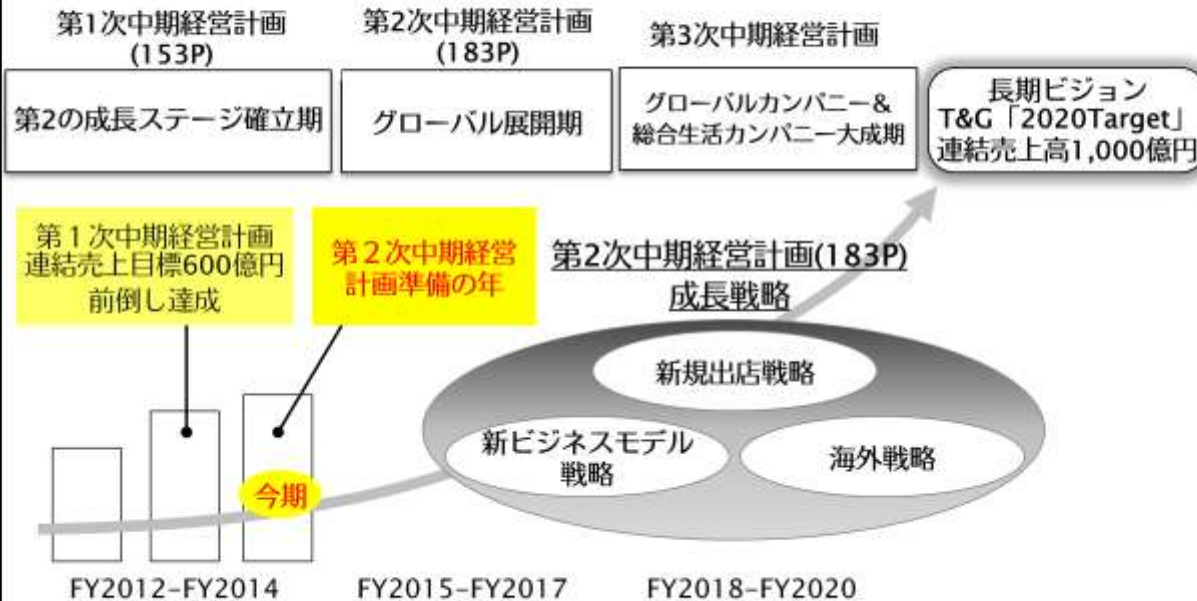 第1次中期経営計画
(153P)
第2次中期経営計画
(183P)
第3次中期経営計画
第2の成長ステージ確立期
グローバル展開期
グローバルカンパニー＆
総合生活カンパニー大成期
長期ビジョン
T&G「2020Target」
連結売上高1,000億円
第１次中期経営計画
連結売上目標600億円
前倒し達成
第２次中期経営
計画準備の年
第2次中期経営計画(183P)
成長戦略
新規出店戦略
新ビジネスモデル
戦略
海外戦略
今期
FY2012–FY2014
FY2015–FY2017
FY2018–FY2020